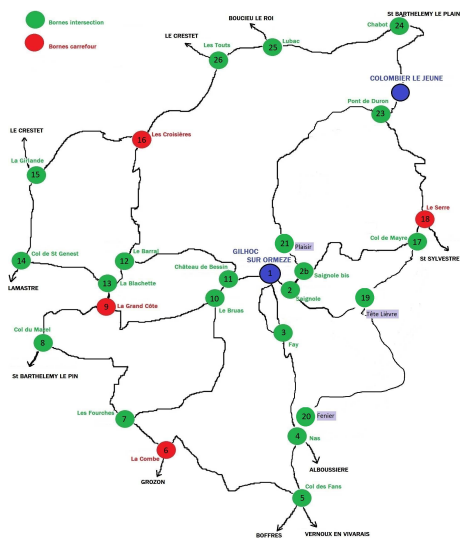 St BARTHELEMY LE PLAIN
BOUCIEU LE ROI
Bornes intersection
24
Chabot
LE CRESTET
Les Touts
25
Lubac
Bornes carrefour
26
COLOMBIER LE JEUNE
Pont de Duron
23
LE CRESTET
16
Les Croisières
La Girlande
15
Le Serre
18
Col de Mayre
17
21
Plaisir
GILHOC
SUR ORMEZE
Col de St Genest
Le Barral
St SYLVESTRE
14
12
Château de Bessin
1
2b
Saignole bis
LAMASTRE
13
La Blachette
11
2
Saignole
10
19
9
La Grand Côte
Le Bruas
Tête Lièvre
Col du Marel
3
8
Fay
St BARTHELEMY LE PIN
Les Fourches
7
20
Fenier
4
Nas
6
La Combe
ALBOUSSIERE
GROZON
5
Col des Fans
BOFFRES
VERNOUX EN VIVARAIS